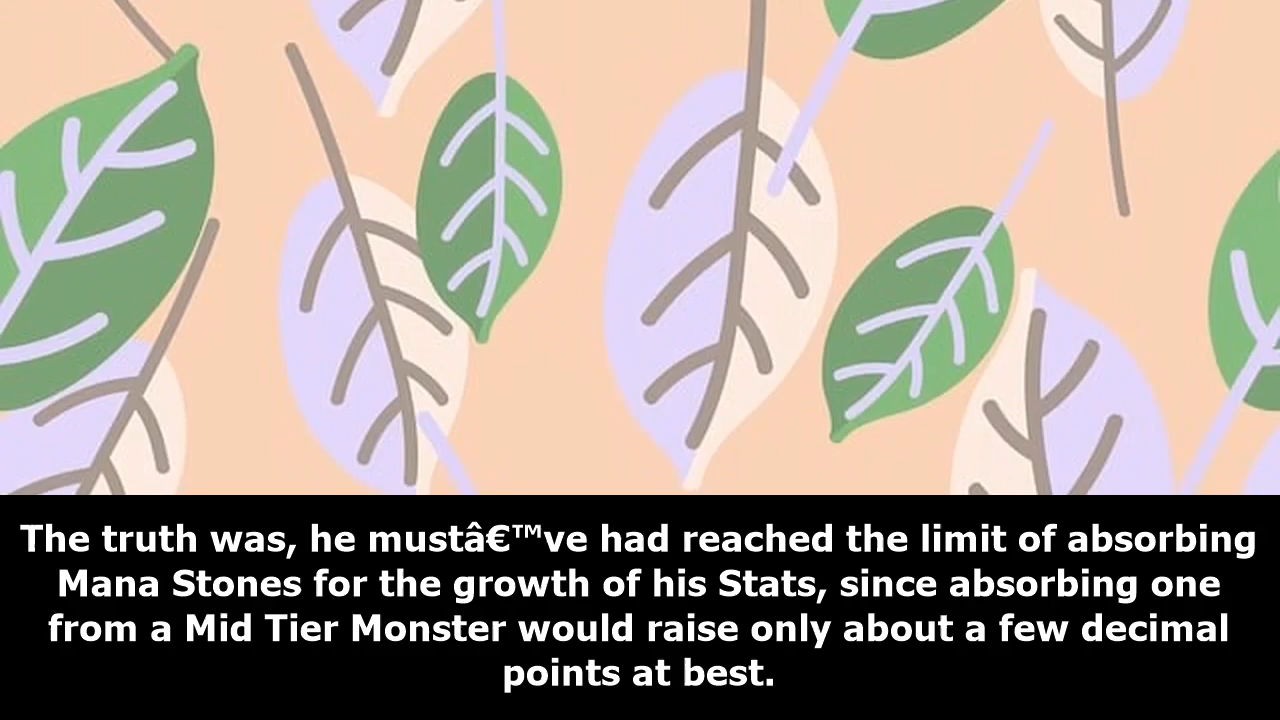 The truth was, he mustâ€™ve had reached the limit of absorbing
Mana Stones for the growth of his Stats, since absorbing one
from a Mid Tier Monster would raise only about a few decimal
points at best.